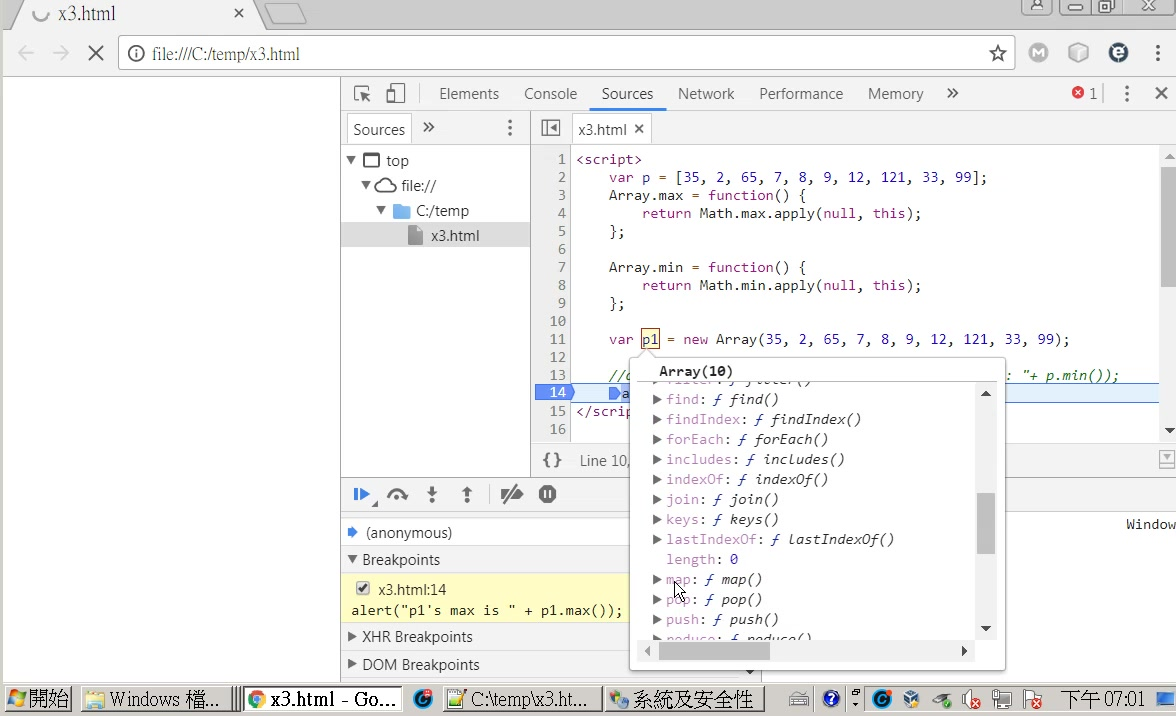 x3.html
file:///C:/temp/x3.html
Elements Console Sources Network Performance Memory 1
Sources
x3.html
top
file://
C:/temp
x3.html
1 <script>
2 var p = [35, 2, 65, 7, 8, 9, 12, 121, 33, 99];
3 Array.max = function() {
4 return Math.max.apply(null, this);
5 };
6
7 Array.min = function() {
8 return Math.min.apply(null, this);
9 };
10
11 var p1 = new Array(35, 2, 65, 7, 8, 9, 12, 121, 33, 99);
12
13 // : "+ p.min());
14 a
15 </scrip
16
{} Line 10,
Array(10)
find: ƒ find()
findIndex: ƒ findIndex()
forEach: ƒ forEach()
includes: ƒ includes()
indexOf: ƒ indexOf()
join: ƒ join()
keys: ƒ keys()
lastIndexOf: ƒ lastIndexOf()
length: 0
map: ƒ map()
pop: ƒ pop()
push: ƒ push()
reduce: ƒ reduce()
(anonymous)
Window
Breakpoints
x3.html:14
alert("p1's max is " + p1.max());
XHR Breakpoints
DOM Breakpoints
開始 Windows 檔... x3.html - Go... C:\temp\x3.ht... 系統及安全性 下午 07:01